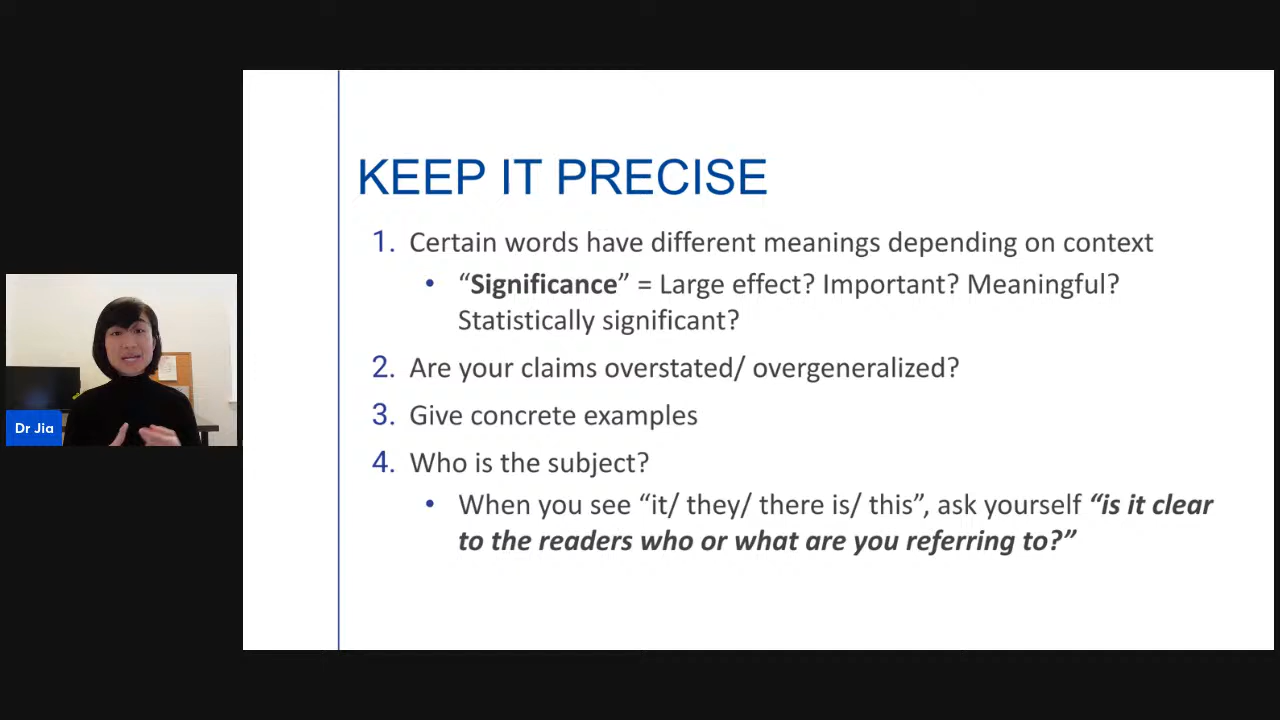 KEEP IT PRECISE
1. Certain words have different meanings depending on context
• “Significance” = Large effect? Important? Meaningful?
Statistically significant?
2. Are your claims overstated/ overgeneralized?
3. Give concrete examples
4. Who is the subject?
• When you see “it/ they/ there is/ this”, ask yourself “is it clear
to the readers who or what are you referring to?”
Dr Jia